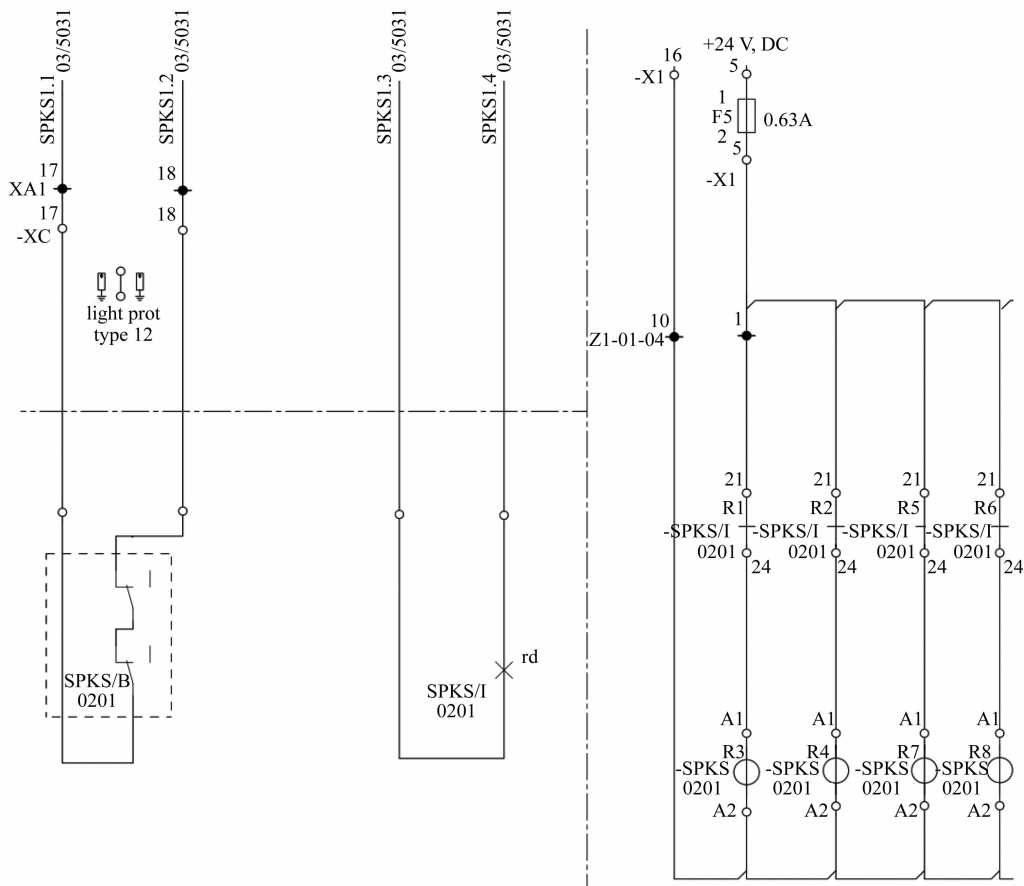 03/5031
03/5031
03/5031
03/5031
SPKS1.1
SPKS1.2
SPKS1.3
SPKS1.4
+24 V, DC
16
-X1
5
1
F5
2
0.63A
5
-X1
17
XA1
18
17
-XC
18
light prot
type 12
10
Z1-01-04
1
21
21
21
21
R1
R2
R5
R6
-SPKS/I
-SPKS/I
-SPKS/I
-SPKS/I
0201
0201
0201
0201
24
24
24
24
rd
SPKS/B
0201
SPKS/I
0201
A1
A1
A1
A1
R3
R4
R7
R8
-SPKS
-SPKS
-SPKS
-SPKS
0201
0201
0201
0201
A2
A2
A2
A2